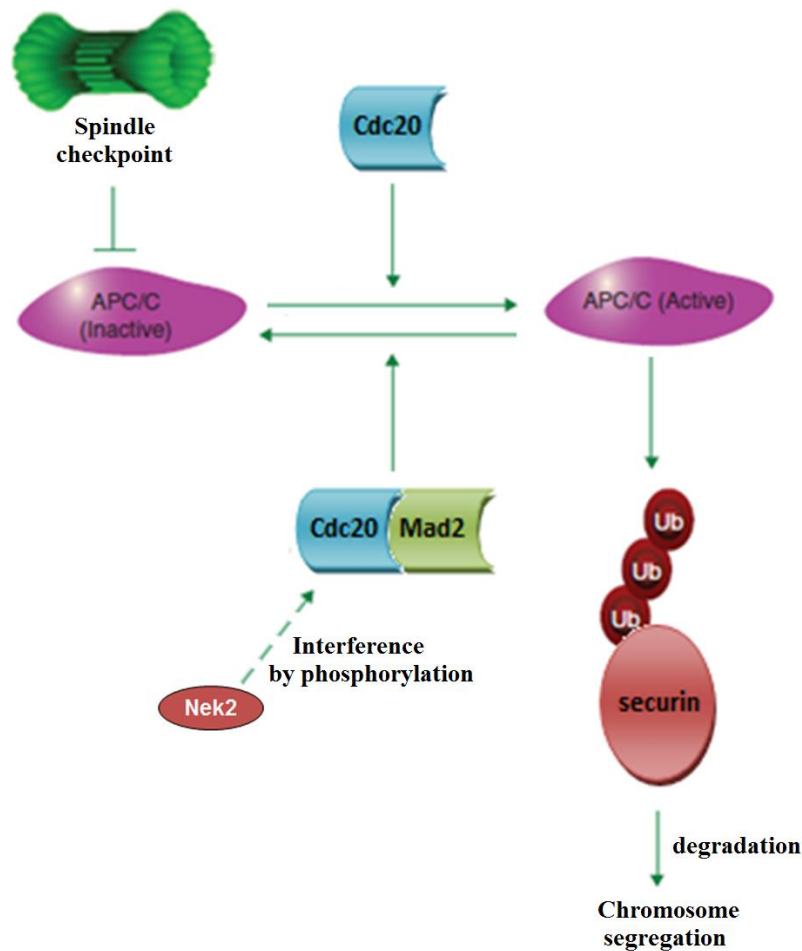 Spindle
checkpoint
Cdc20
APC/C
(Inactive)
APC/C (Active)
Cdc20
Mad2
Ub
Ub
Ub
Interference
by phosphorylation
Nek2
securin
degradation
Chromosome
segregation